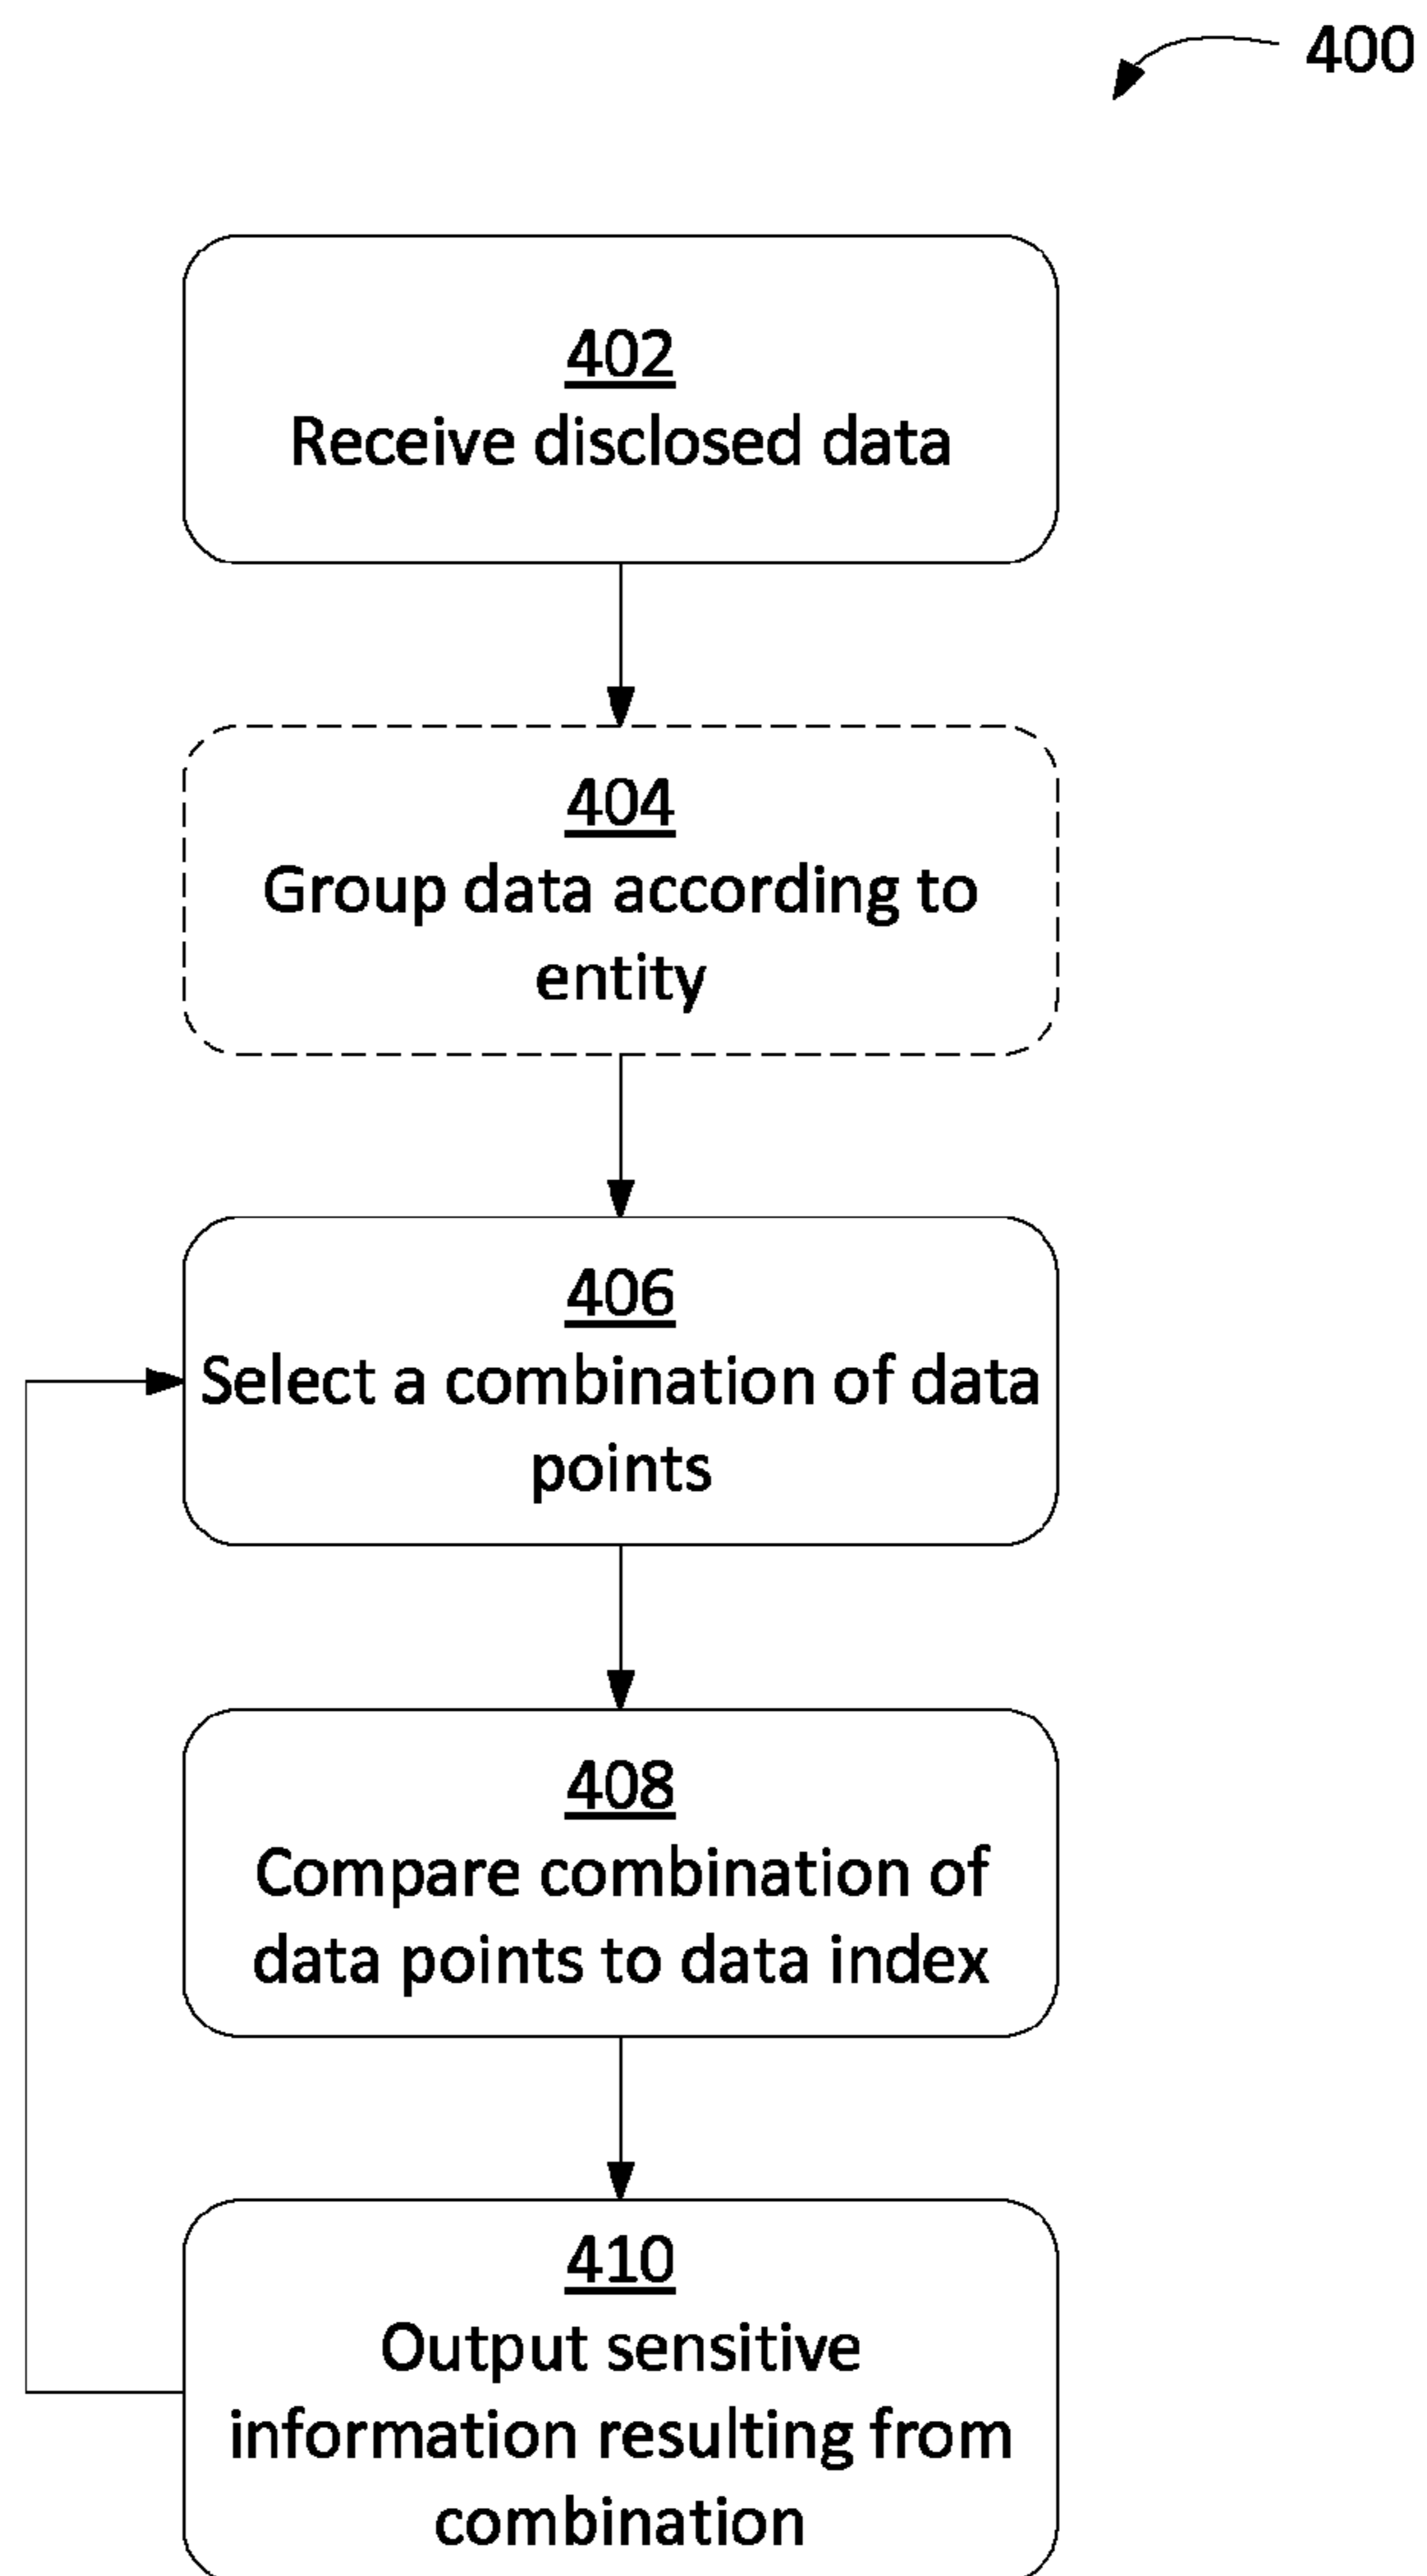 400
402
Receive disclosed data
404
Group data according to
entity
406
Select a combination of data
points
408
Compare combination of
data points to data index
410
Output sensitive
information resulting from
combination